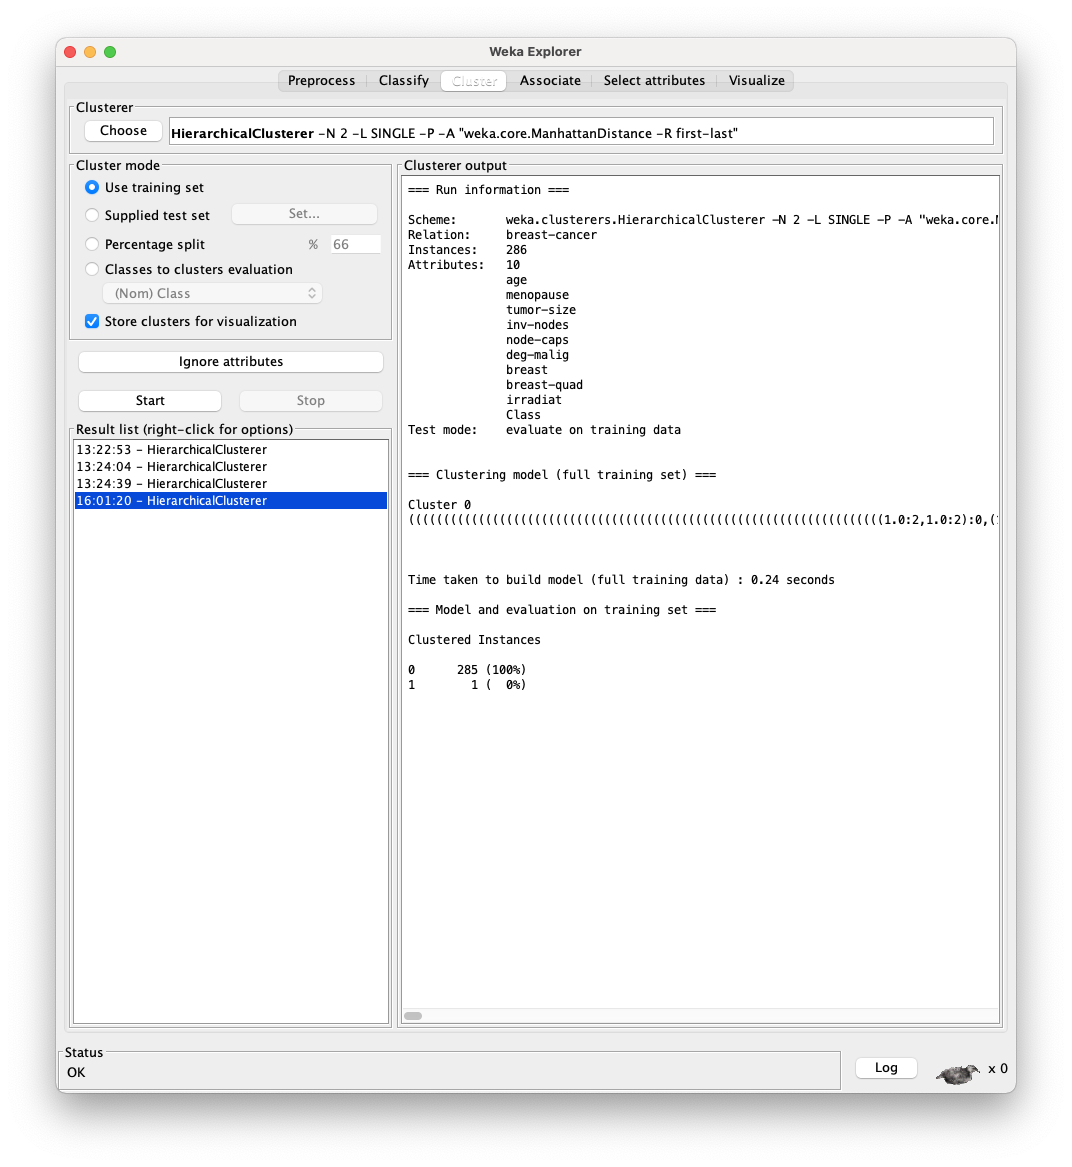 Weka Explorer
Preprocess Classify Cluster Associate Select attributes Visualize
Clusterer
Choose HierarchicalClusterer -N 2 -L SINGLE -P -A "weka.core.ManhattanDistance -R first-last"
Cluster mode
Use training set
Supplied test set Set...
Percentage split % 66
Classes to clusters evaluation
(Nom) Class
Store clusters for visualization
Ignore attributes
Start Stop
Result list (right-click for options)
13:22:53 - HierarchicalClusterer
13:24:04 - HierarchicalClusterer
13:24:39 - HierarchicalClusterer
16:01:20 - HierarchicalClusterer
Clusterer output
=== Run information ===
Scheme: weka.clusterers.HierarchicalClusterer -N 2 -L SINGLE -P -A "weka.core.
Relation: breast-cancer
Instances: 286
Attributes: 10
age
menopause
tumor-size
inv-nodes
node-caps
deg-malig
breast
breast-quad
irradiat
Class
Test mode: evaluate on training data
=== Clustering model (full training set) ===
Cluster 0
((((((((((((((((((((((((((((((((((((((((((((((((((((((((((((((((((((1.0:2,1.0:2):0,(
Time taken to build model (full training data) : 0.24 seconds
=== Model and evaluation on training set ===
Clustered Instances
0 285 (100%)
1 1 ( 0%)
Status
OK
Log
x 0